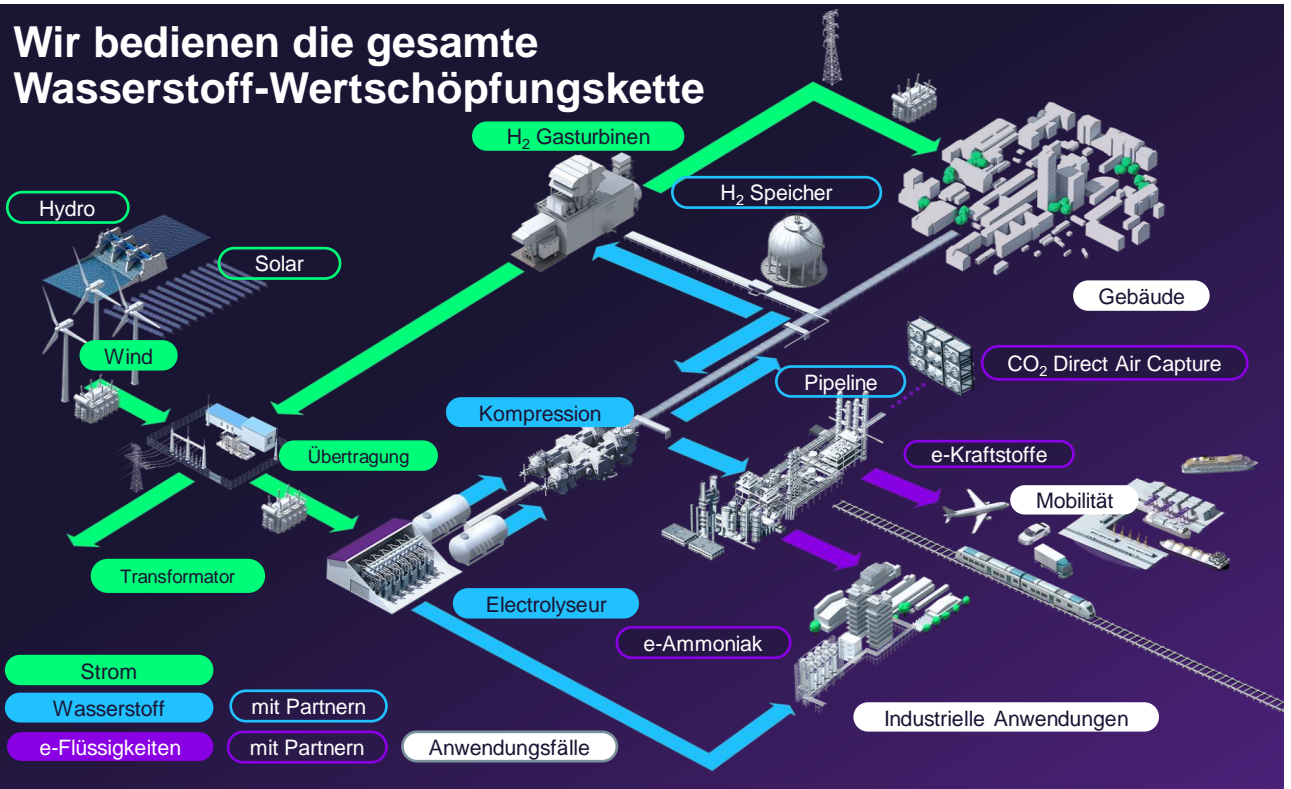 Wir bedienen die gesamte
Wasserstoff-Wertschöpfungskette
H₂ Gasturbinen
H₂ Speicher
Hydro
Solar
Gebäude
Wind
CO₂ Direct Air Capture
Pipeline
Kompression
Übertragung
e-Kraftstoffe
Mobilität
Transformator
Electrolyseur
e-Ammoniak
Strom
Wasserstoff
mit Partnern
Industrielle Anwendungen
e-Flüssigkeiten
mit Partnern
Anwendungsfälle